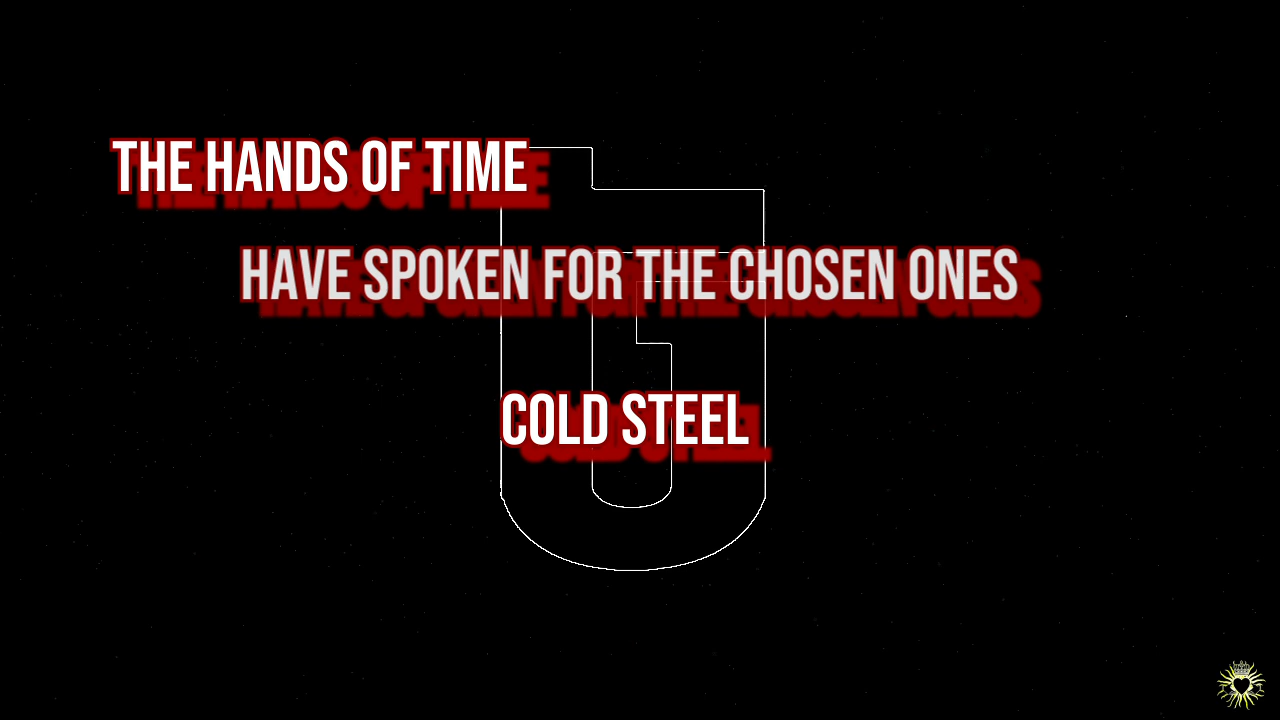 THE HANDS OF TIME
HAVE SPOKEN FOR THE CHOSEN ONES
COLD STEEL